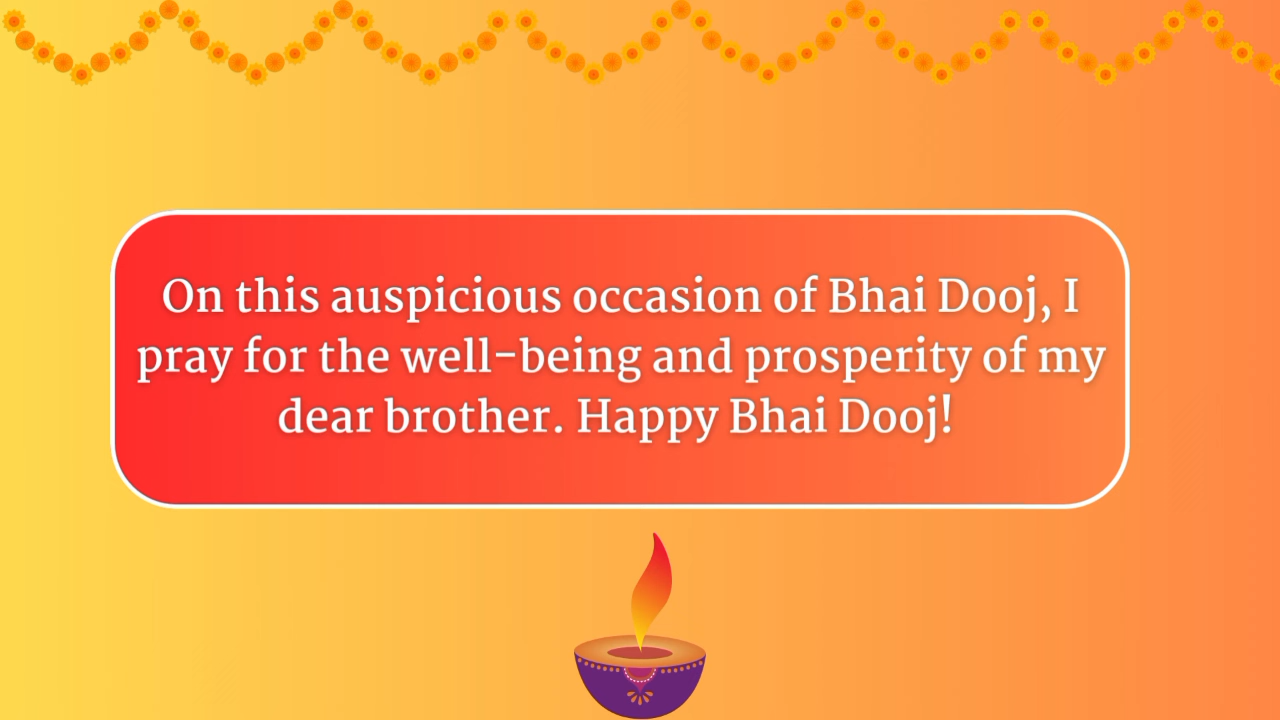 On this auspicious occasion of Bhai Dooj, I
pray for the well-being and prosperity of my
dear brother. Happy Bhai Dooj!